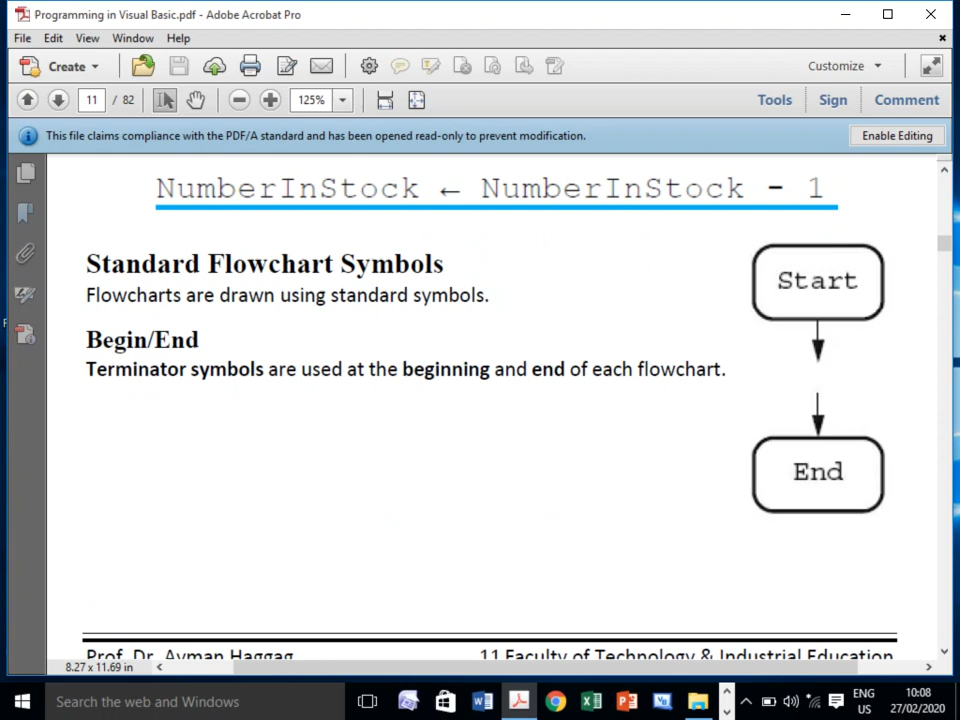 Programming in Visual Basic.pdf - Adobe Acrobat Pro
File Edit View Window Help
Create
Customize
11 / 82
125%
Tools Sign Comment
This file claims compliance with the PDF/A standard and has been opened read-only to prevent modification.
Enable Editing
NumberInStock ← NumberInStock - 1
Standard Flowchart Symbols
Flowcharts are drawn using standard symbols.
Start
Begin/End
Terminator symbols are used at the beginning and end of each flowchart.
End
Prof. Dr. Ayman Haggag
11 Faculty of Technology & Industrial Education
8.27 x 11.69 in
Search the web and Windows
ENG
US
10:08
27/02/2020